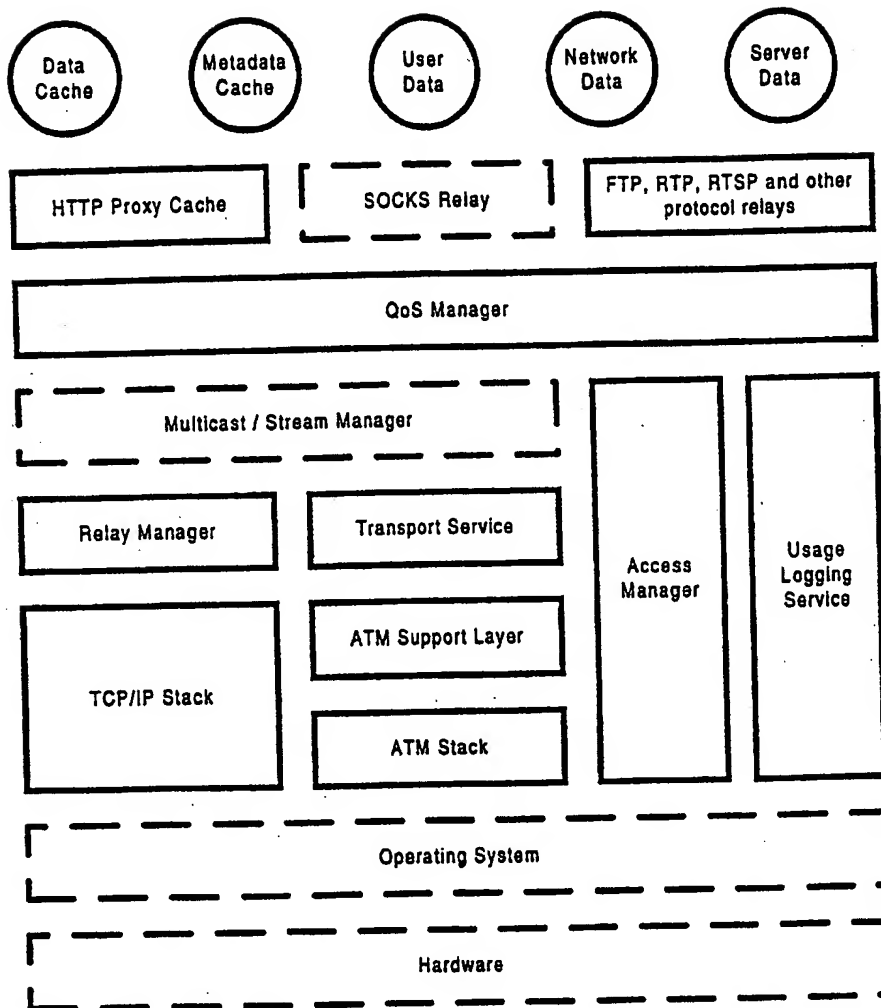 Data
Cache
Metadata
Cache
User
Data
Network
Data
Server
Data
HTTP Proxy Cache
SOCKS Relay
FTP, RTP, RTSP and other
protocol relays
QoS Manager
Multicast / Stream Manager
Relay Manager
Transport Service
Access
Manager
Usage
Logging
Service
TCP/IP Stack
ATM Support Layer
ATM Stack
Operating System
Hardware